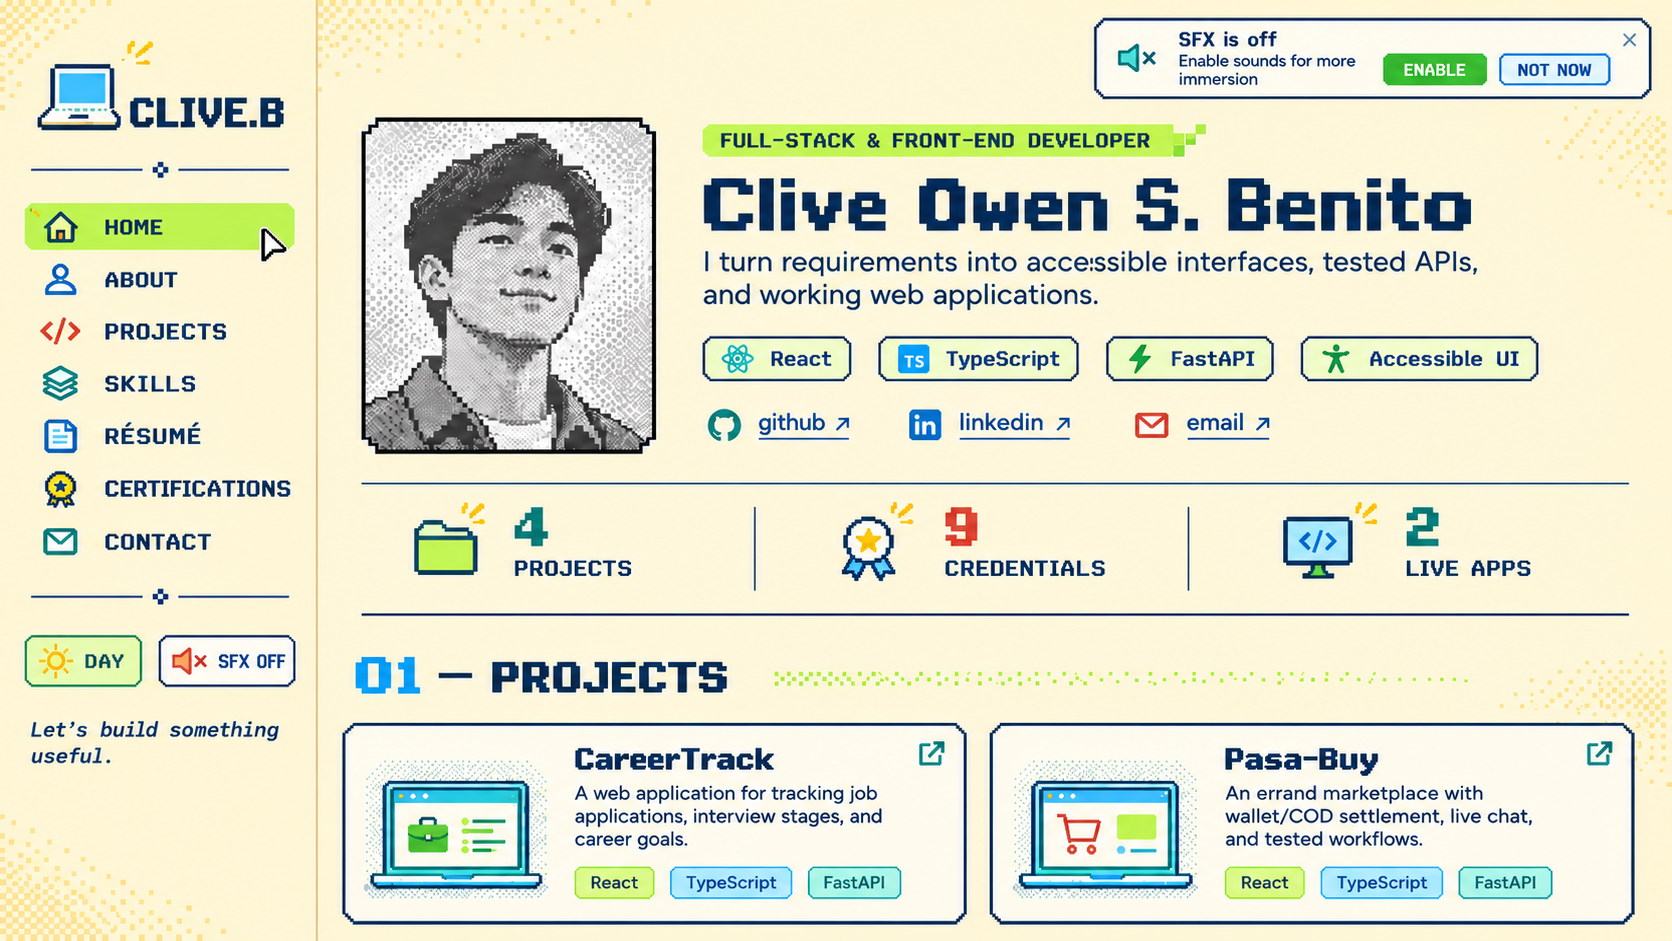 CLIVE.B
HOME
ABOUT
PROJECTS
SKILLS
RÉSUMÉ
CERTIFICATIONS
CONTACT
DAY
SFX OFF
Let's build something
useful.
SFX is off
Enable sounds for more
immersion
ENABLE
NOT NOW
FULL-STACK & FRONT-END DEVELOPER
Clive Owen S. Benito
I turn requirements into accessible interfaces, tested APIs,
and working web applications.
React
TS TypeScript
FastAPI
Accessible UI
github ↗
in linkedin ↗
email ↗
4
PROJECTS
9
CREDENTIALS
</> 2
LIVE APPS
01 — PROJECTS
CareerTrack
A web application for tracking job
applications, interview stages, and
career goals.
React
TypeScript
FastAPI
Pasa-Buy
An errand marketplace with
wallet/COD settlement, live chat,
and tested workflows.
React
TypeScript
FastAPI